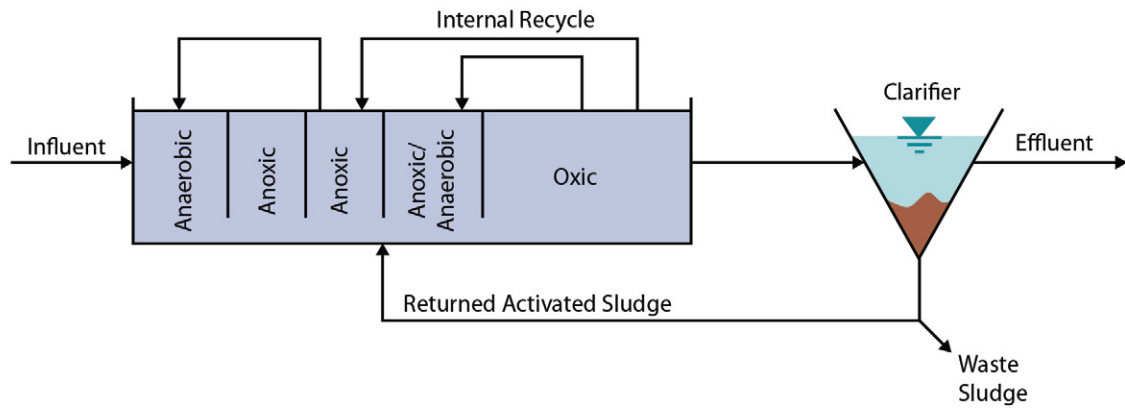 Internal Recycle
Clarifier
Influent
Anaerobic
Anoxic
Anoxic
Anoxic/
Anaerobic
Oxic
Effluent
Returned Activated Sludge
Waste
Sludge